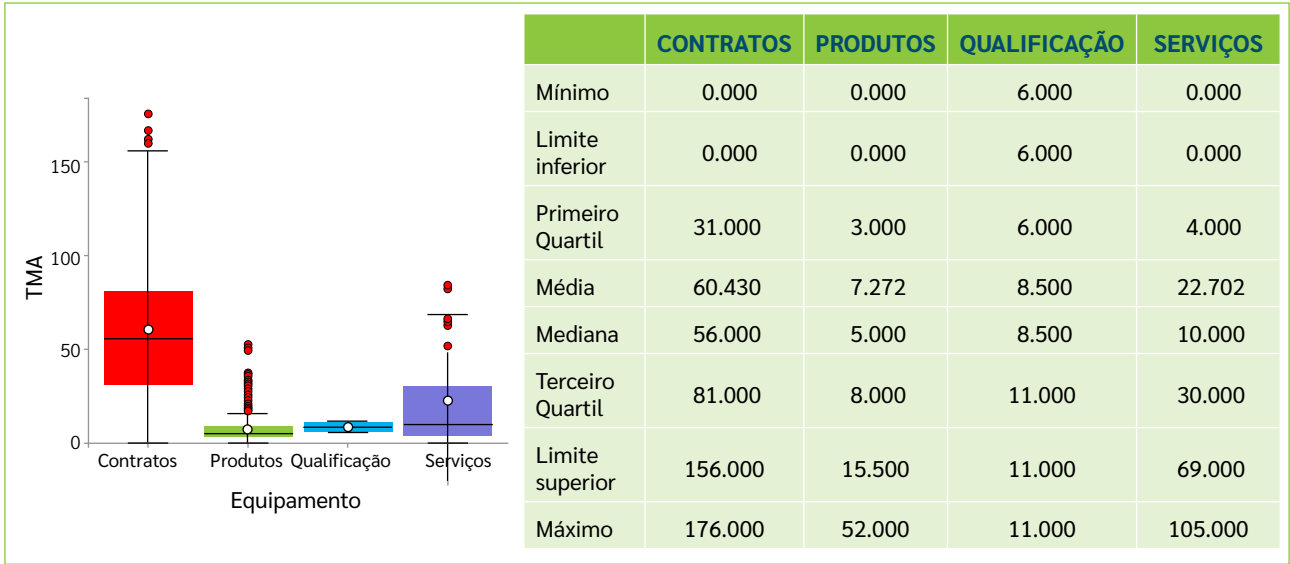 TMA
150
100
50
0
Contratos Produtos Qualificação Serviços
Equipamento
CONTRATOS PRODUTOS QUALIFICAÇÃO SERVIÇOS
Mínimo 0.000 0.000 6.000 0.000
Limite
inferior 0.000 0.000 6.000 0.000
Primeiro
Quartil 31.000 3.000 6.000 4.000
Média 60.430 7.272 8.500 22.702
Mediana 56.000 5.000 8.500 10.000
Terceiro
Quartil 81.000 8.000 11.000 30.000
Limite
superior 156.000 15.500 11.000 69.000
Máximo 176.000 52.000 11.000 105.000